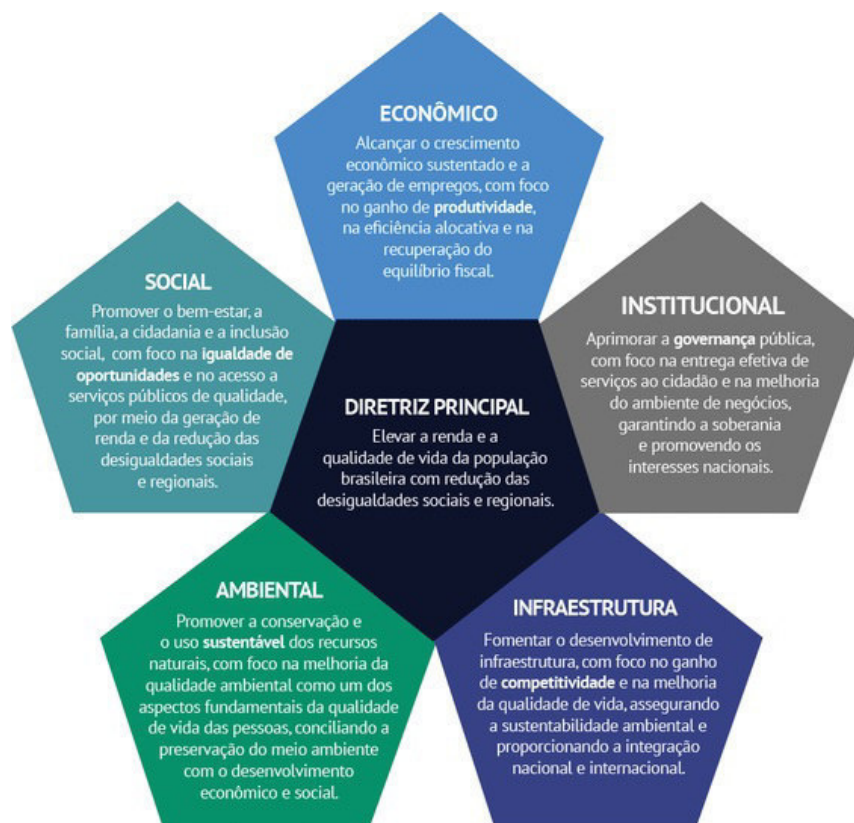 ECONÔMICO
Alcançar o crescimento
econômico sustentado e a
geração de empregos, com foco
no ganho de produtividade,
na eficiência alocativa e na
recuperação do
equilíbrio fiscal.
SOCIAL
Promover o bem-estar, a
família, a cidadania e a inclusão
social, com foco na igualdade de
oportunidades e no acesso a
serviços públicos de qualidade,
por meio da geração de
renda e da redução das
desigualdades sociais
e regionais.
INSTITUCIONAL
Aprimorar a governança pública,
com foco na entrega efetiva de
serviços ao cidadão e na melhoria
do ambiente de negócios,
garantindo a soberania
e promovendo os
interesses nacionais.
DIRETRIZ PRINCIPAL
Elevar a renda e a
qualidade de vida da população
brasileira com redução das
desigualdades sociais e regionais.
AMBIENTAL
Promover a conservação e
o uso sustentável dos recursos
naturais, com foco na melhoria da
qualidade ambiental como um dos
aspectos fundamentais da qualidade
de vida das pessoas, conciliando a
preservação do meio ambiente
com o desenvolvimento
econômico e social.
INFRAESTRUTURA
Fomentar o desenvolvimento de
infraestrutura, com foco no ganho
de competitividade e na melhoria
da qualidade de vida, assegurando
a sustentabilidade ambiental e
proporcionando a integração
nacional e internacional.